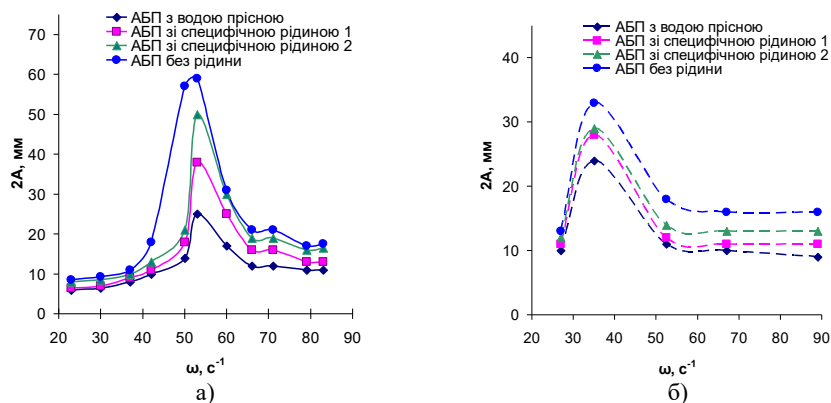 АБП з водою прісною
АБП зі специфічною рідиною 1
АБП зі специфічною рідиною 2
АБП без рідини
70
60
50
40
30
20
10
0
2А, мм
20 30 40 50 60 70 80 90
ω, с⁻¹
а)
АБП з водою прісною
АБП зі специфічною рідиною 1
АБП зі специфічною рідиною 2
АБП без рідини
40
30
20
10
0
2А, мм
20 30 40 50 60 70 80 90
ω, с⁻¹
б)